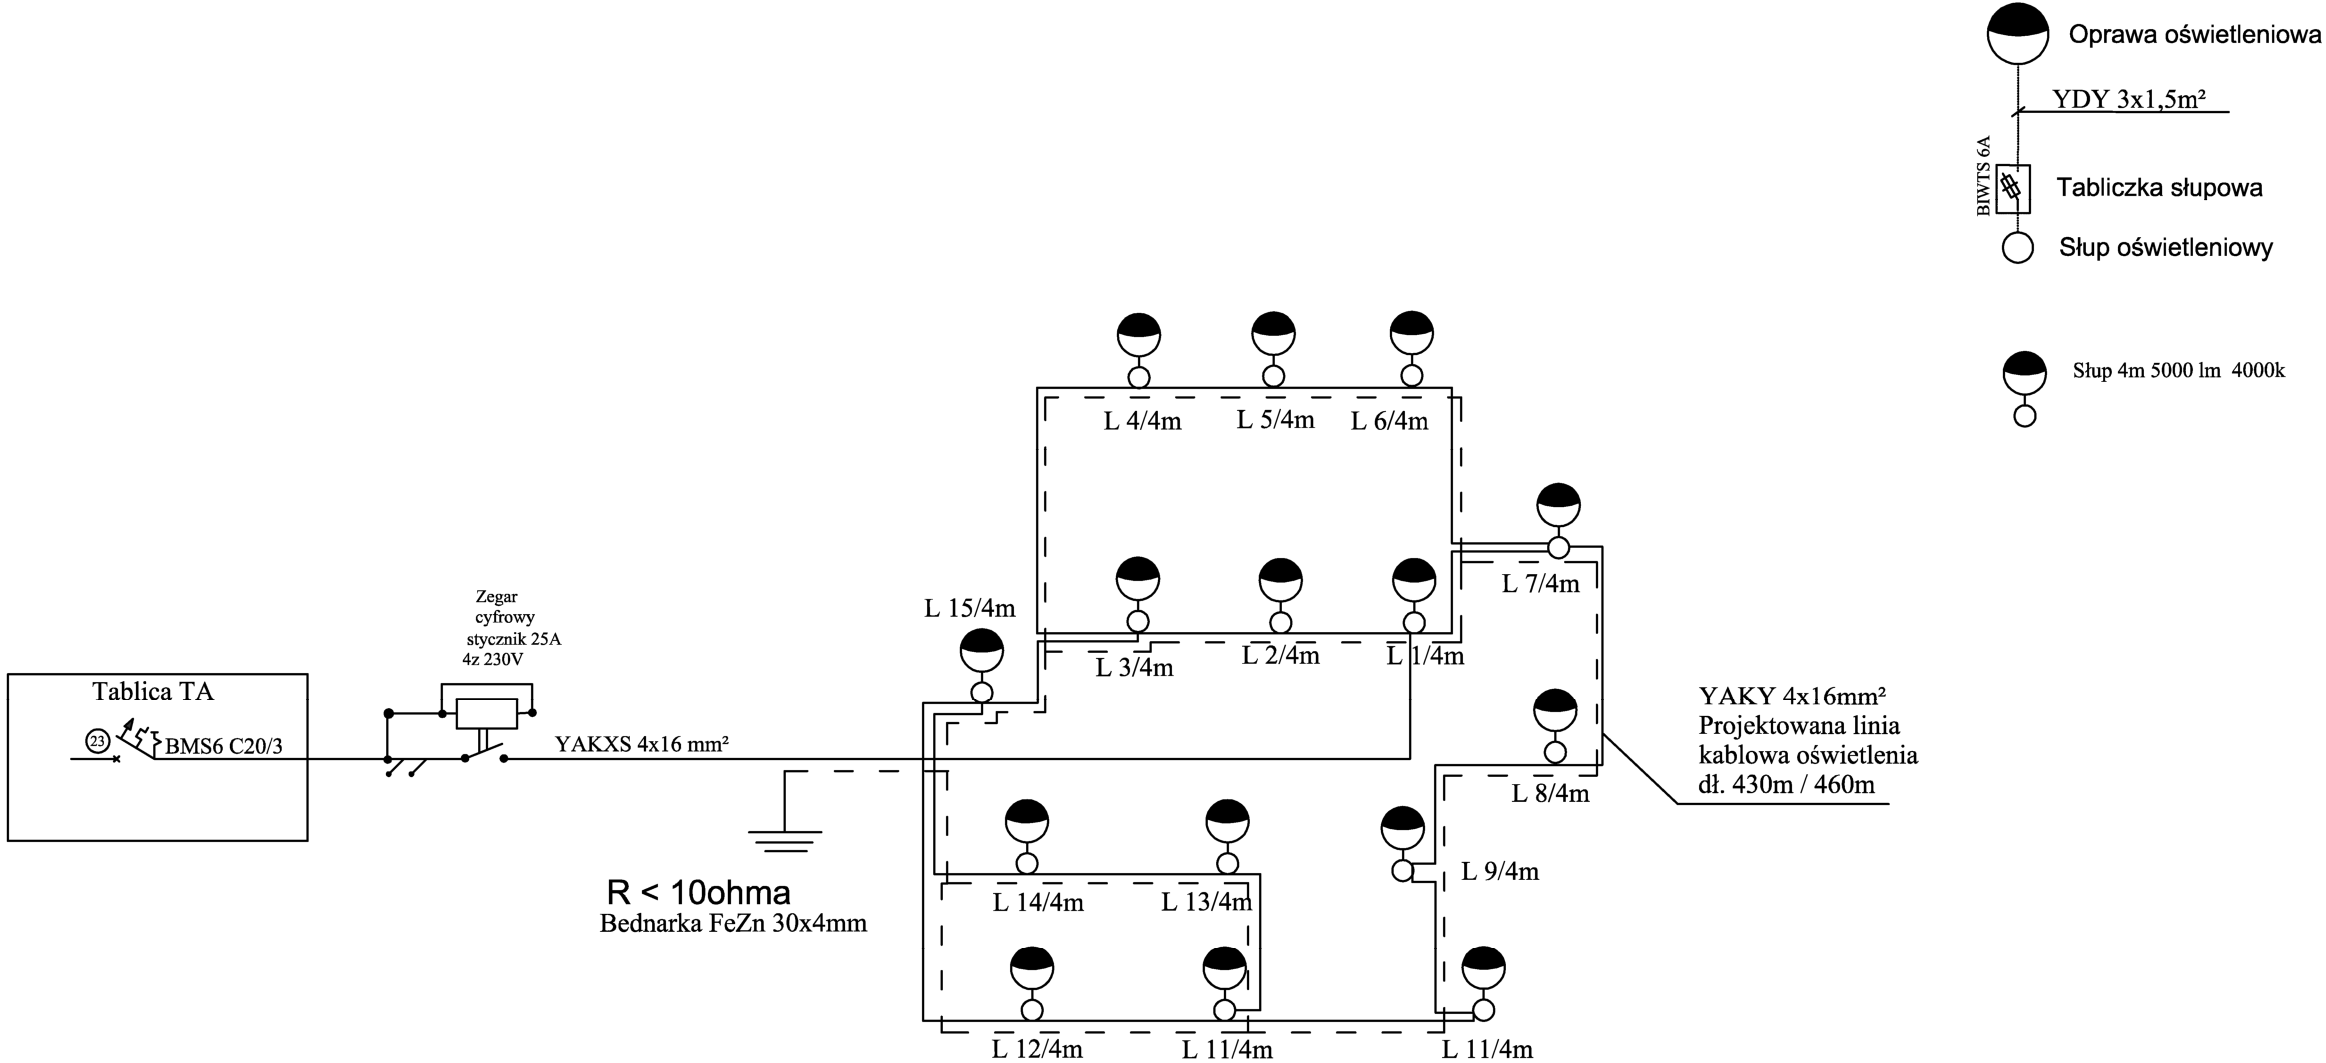 Oprawa oświetleniowa
YDY 3x1,5m²
BIWTS 6A
Tabliczka słupowa
Słup oświetleniowy
Słup 4m 5000 lm 4000k
L 4/4m
L 5/4m
L 6/4m
L 7/4m
L 15/4m
L 3/4m
L 2/4m
L 1/4m
Zegar
cyfrowy
stycznik 25A
4z 230V
Tablica TA
23
BMS6 C20/3
YAKXS 4x16 mm²
YAKY 4x16mm²
Projektowana linia
kablowa oświetlenia
dł. 430m / 460m
L 8/4m
L 9/4m
R < 10ohma
Bednarka FeZn 30x4mm
L 14/4m
L 13/4m
L 12/4m
L 11/4m
L 11/4m